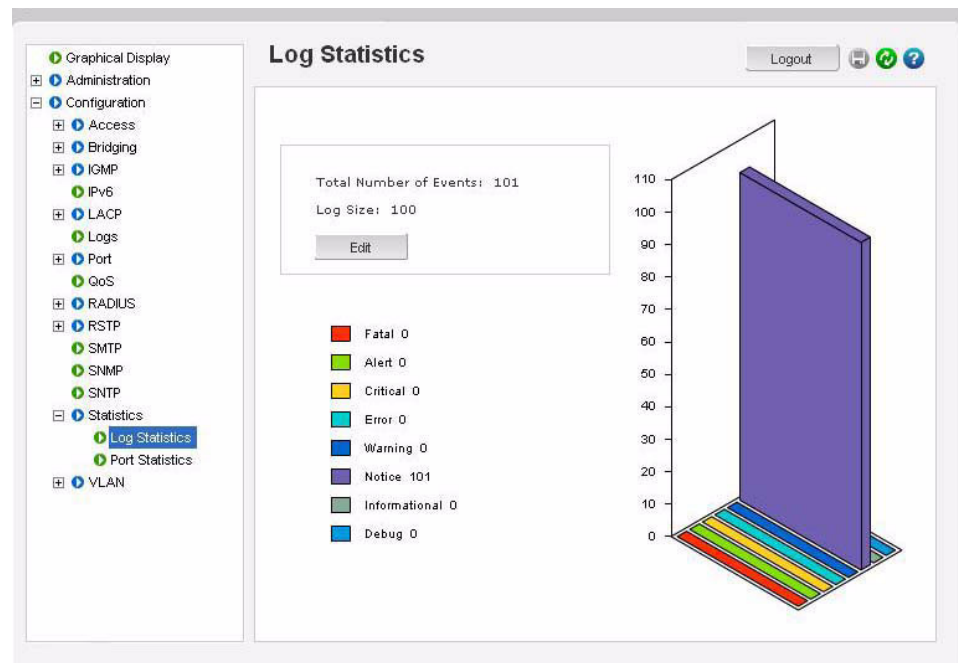 Graphical Display
Administration
Configuration
Access
Bridging
IGMP
IPv6
LACP
Logs
Port
QoS
RADIUS
RSTP
SMTP
SNMP
SNTP
Statistics
Log Statistics
Port Statistics
VLAN
Log Statistics
Logout
?
Total Number of Events: 101
Log Size: 100
Edit
Fatal 0
Alert 0
Critical 0
Error 0
Warning 0
Notice 101
Informational 0
Debug 0
110
100
90
80
70
60
50
40
30
20
10
0